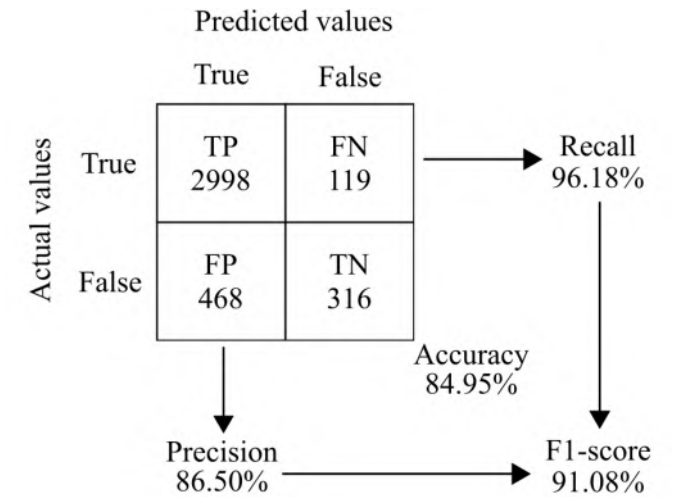 Predicted values
True False
Actual values
True
TP
2998
FN
119
Recall
96.18%
False
FP
468
TN
316
Accuracy
84.95%
Precision
86.50%
F1-score
91.08%